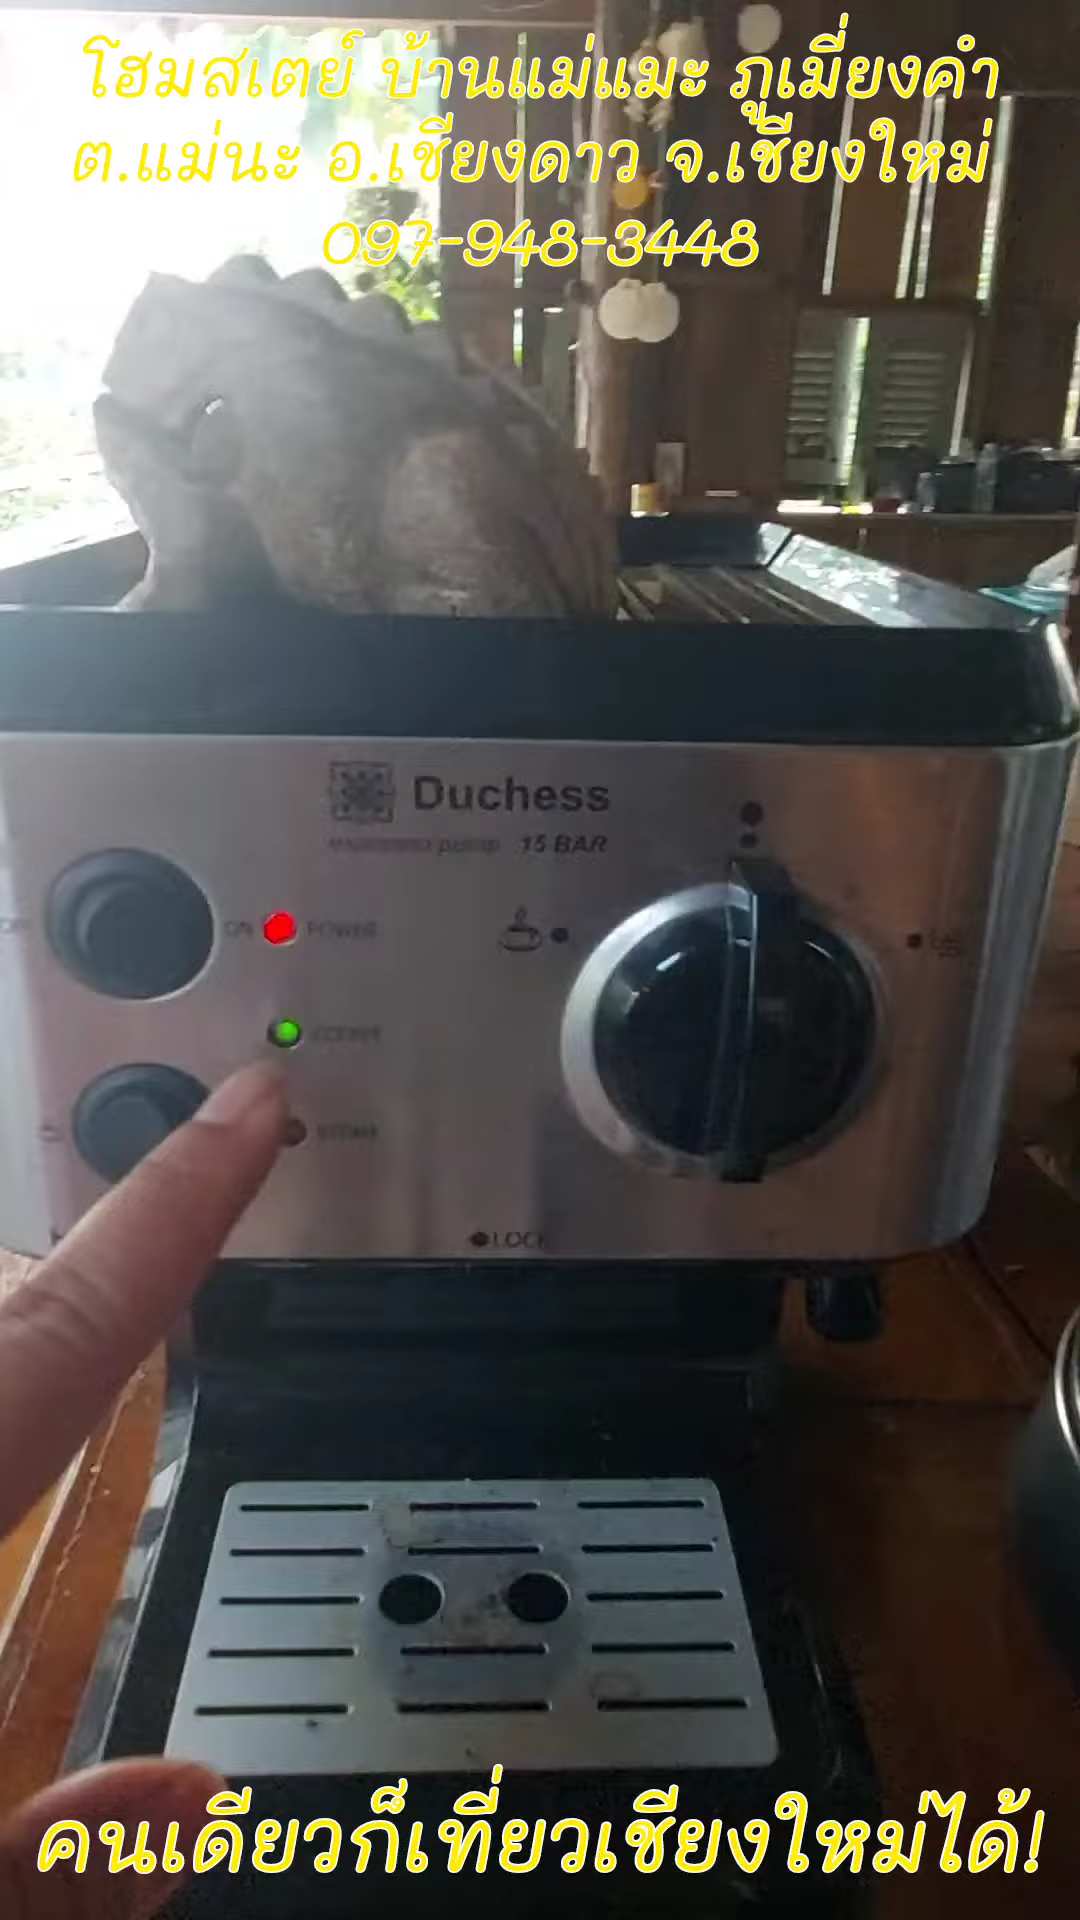 โฮมสเตย์ บ้านแม่แมะ ภูเมี่ยงคำ
ต.แม่นะ อ.เชียงดาว จ.เชียงใหม่
097-948-3448
Duchess
espresso pump 15 BAR
ON POWER
COFFEE
STEAM
LOCK
คนเดียวก็เที่ยวเชียงใหม่ได้!